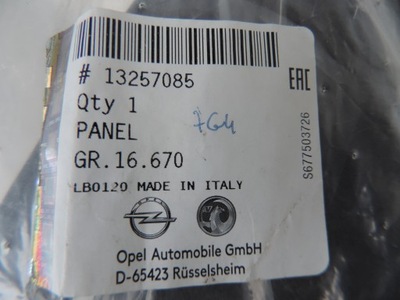 # 13257085
EAC
Qty 1
PANEL
764
GR.16.670
S677503726
LB0120 MADE IN ITALY
OPEL
Opel Automobile GmbH
D-65423 Rüsselsheim